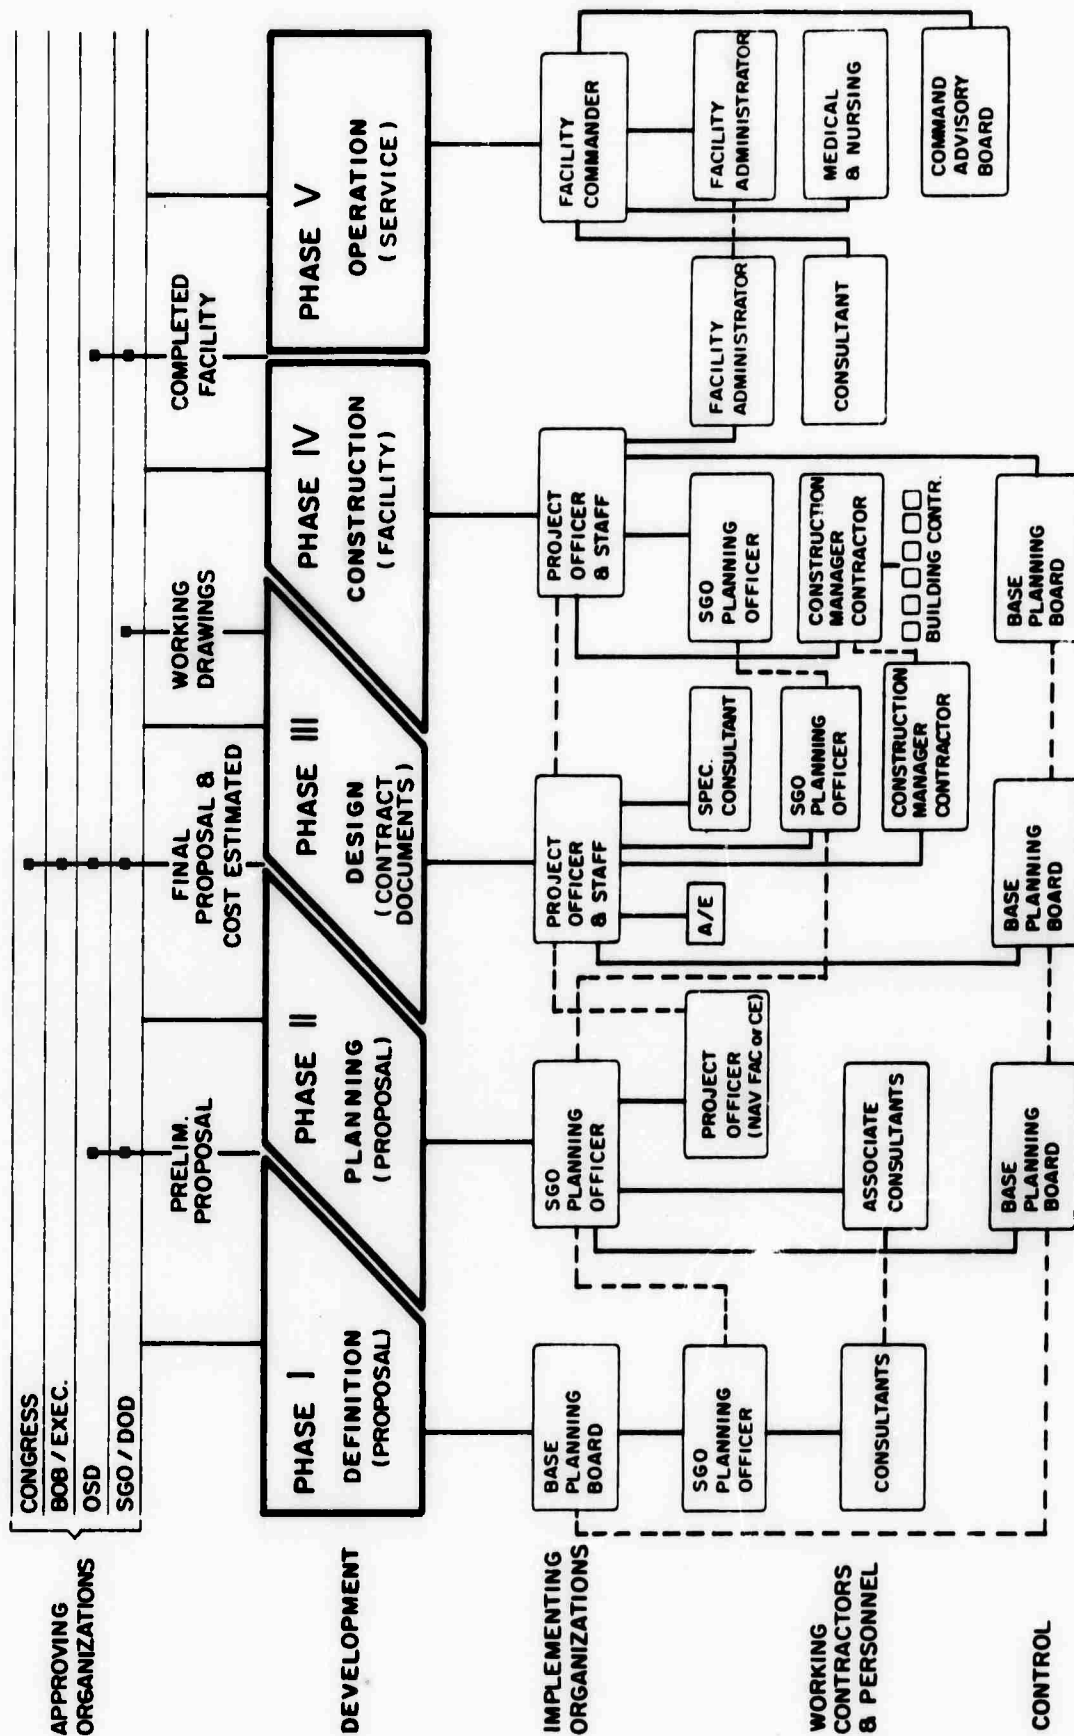 APPROVING
ORGANIZATIONS
CONGRESS
BOB / EXEC.
OSD
SGO / DOD
PRELIM.
PROPOSAL
FINAL
PROPOSAL &
COST ESTIMATED
WORKING
DRAWINGS
COMPLETED
FACILITY
DEVELOPMENT
PHASE I
DEFINITION
(PROPOSAL)
PHASE II
PLANNING
(PROPOSAL)
PHASE III
DESIGN
(CONTRACT
DOCUMENTS)
PHASE IV
CONSTRUCTION
(FACILITY)
PHASE V
OPERATION
(SERVICE)
IMPLEMENTING
ORGANIZATIONS
BASE
PLANNING
BOARD
SGO
PLANNING
OFFICER
PROJECT
OFFICER
& STAFF
PROJECT
OFFICER
& STAFF
FACILITY
COMMANDER
WORKING
CONTRACTORS
& PERSONNEL
SGO
PLANNING
OFFICER
CONSULTANTS
PROJECT
OFFICER
(NAV FAC or CE)
ASSOCIATE
CONSULTANTS
A/E
SPEC.
CONSULTANT
SGO
PLANNING
OFFICER
CONSTRUCTION
MANAGER
CONTRACTOR
SGO
PLANNING
OFFICER
CONSTRUCTION
MANAGER
CONTRACTOR
BUILDING CONTR.
FACILITY
ADMINISTRATOR
CONSULTANT
FACILITY
ADMINISTRATOR
MEDICAL
& NURSING
COMMAND
ADVISORY
BOARD
CONTROL
BASE
PLANNING
BOARD
BASE
PLANNING
BOARD
BASE
PLANNING
BOARD